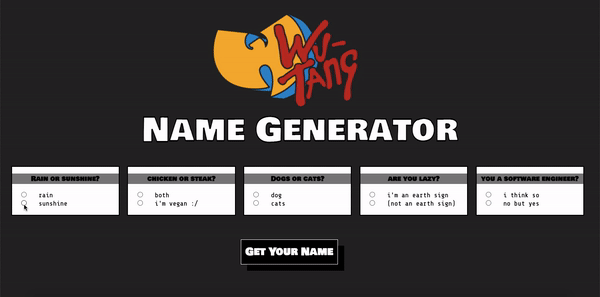 Wu-
Tang
Name Generator
Rain or sunshine?
rain
sunshine
chicken or steak?
both
i'm vegan :/
Dogs or cats?
dog
cats
are you lazy?
i'm an earth sign
(not an earth sign)
you a software engineer?
i think so
no but yes
Get Your Name